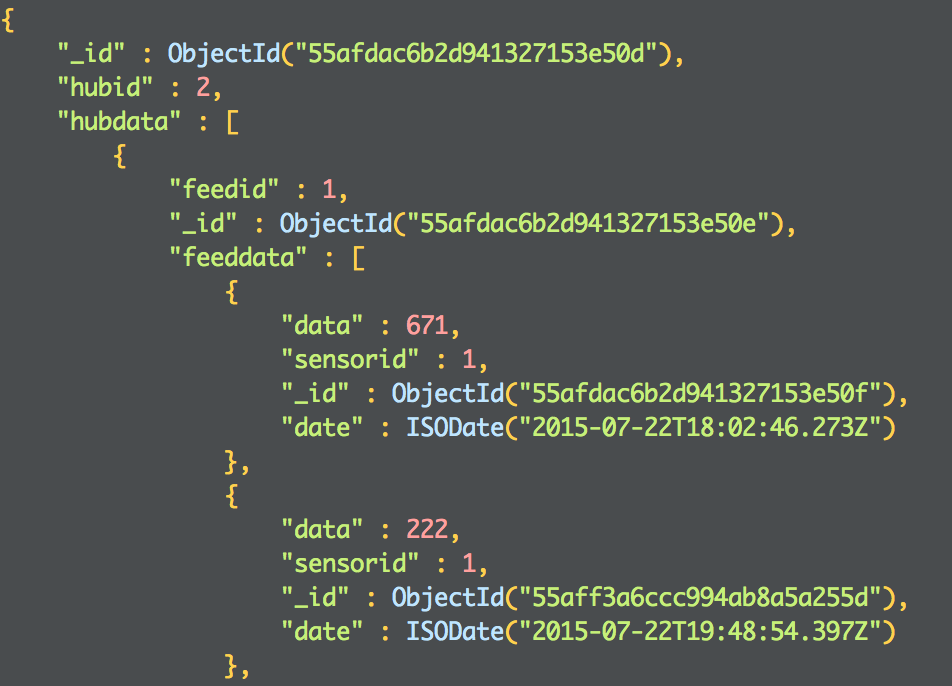 {
    "_id" : ObjectId("55afdac6b2d941327153e50d"),
    "hubid" : 2,
    "hubdata" : [
        {
            "feedid" : 1,
            "_id" : ObjectId("55afdac6b2d941327153e50e"),
            "feeddata" : [
                {
                    "data" : 671,
                    "sensorid" : 1,
                    "_id" : ObjectId("55afdac6b2d941327153e50f"),
                    "date" : ISODate("2015-07-22T18:02:46.273Z")
                },
                {
                    "data" : 222,
                    "sensorid" : 1,
                    "_id" : ObjectId("55aff3a6ccc994ab8a5a255d"),
                    "date" : ISODate("2015-07-22T19:48:54.397Z")
                },